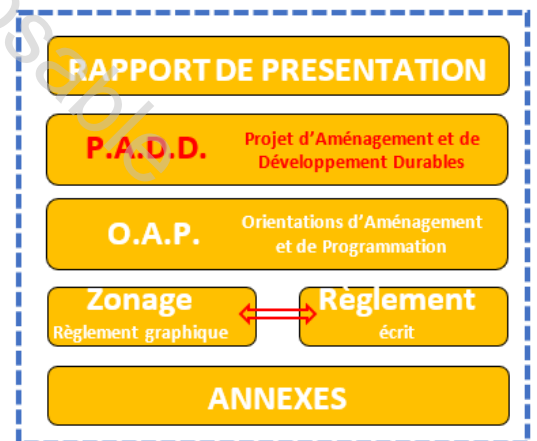 RAPPORT DE PRESENTATION
P.A.D.D.
Projet d'Aménagement et de
Développement Durables
O.A.P.
Orientations d'Aménagement
et de Programmation
Zonage
Règlement graphique
Règlement
écrit
ANNEXES